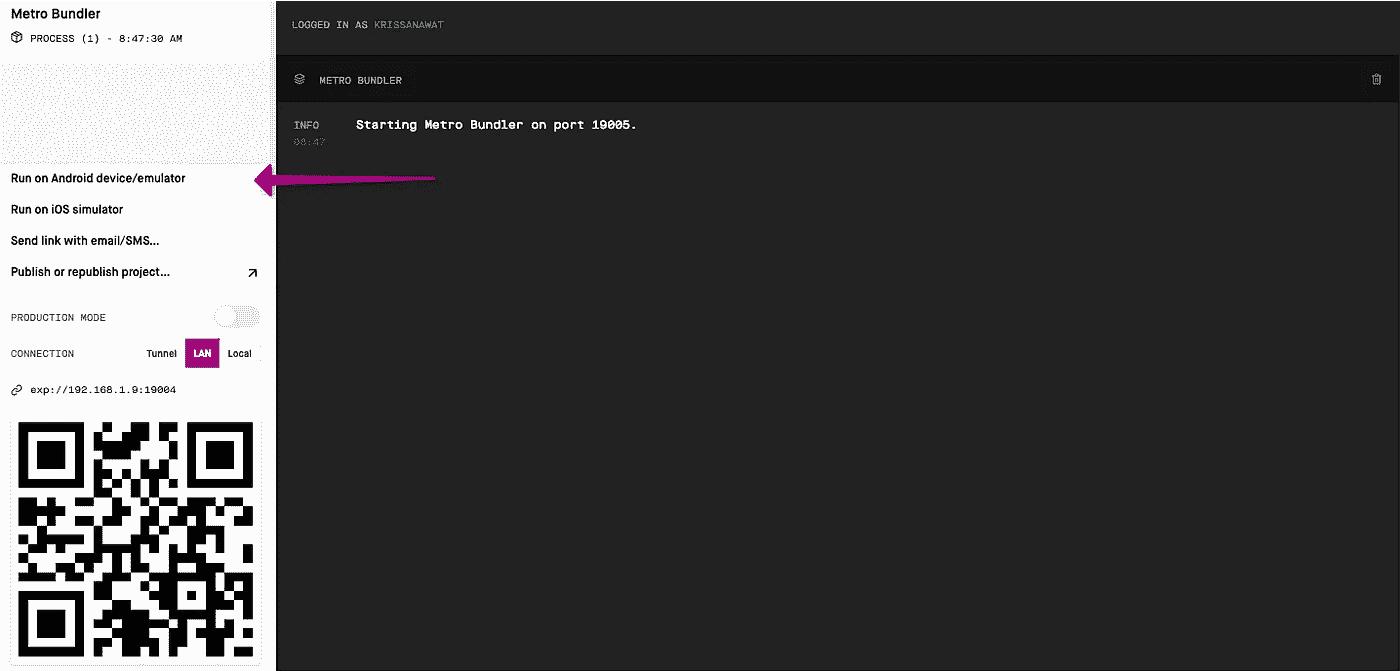 Metro Bundler
PROCESS (1) - 8:47:30 AM
Run on Android device/emulator
Run on iOS simulator
Send link with email/SMS...
Publish or republish project...
PRODUCTION MODE
CONNECTION Tunnel LAN Local
exp://192.168.1.9:19004
LOGGED IN AS KRISSANAWAT
METRO BUNDLER
INFO Starting Metro Bundler on port 19005.
08:47